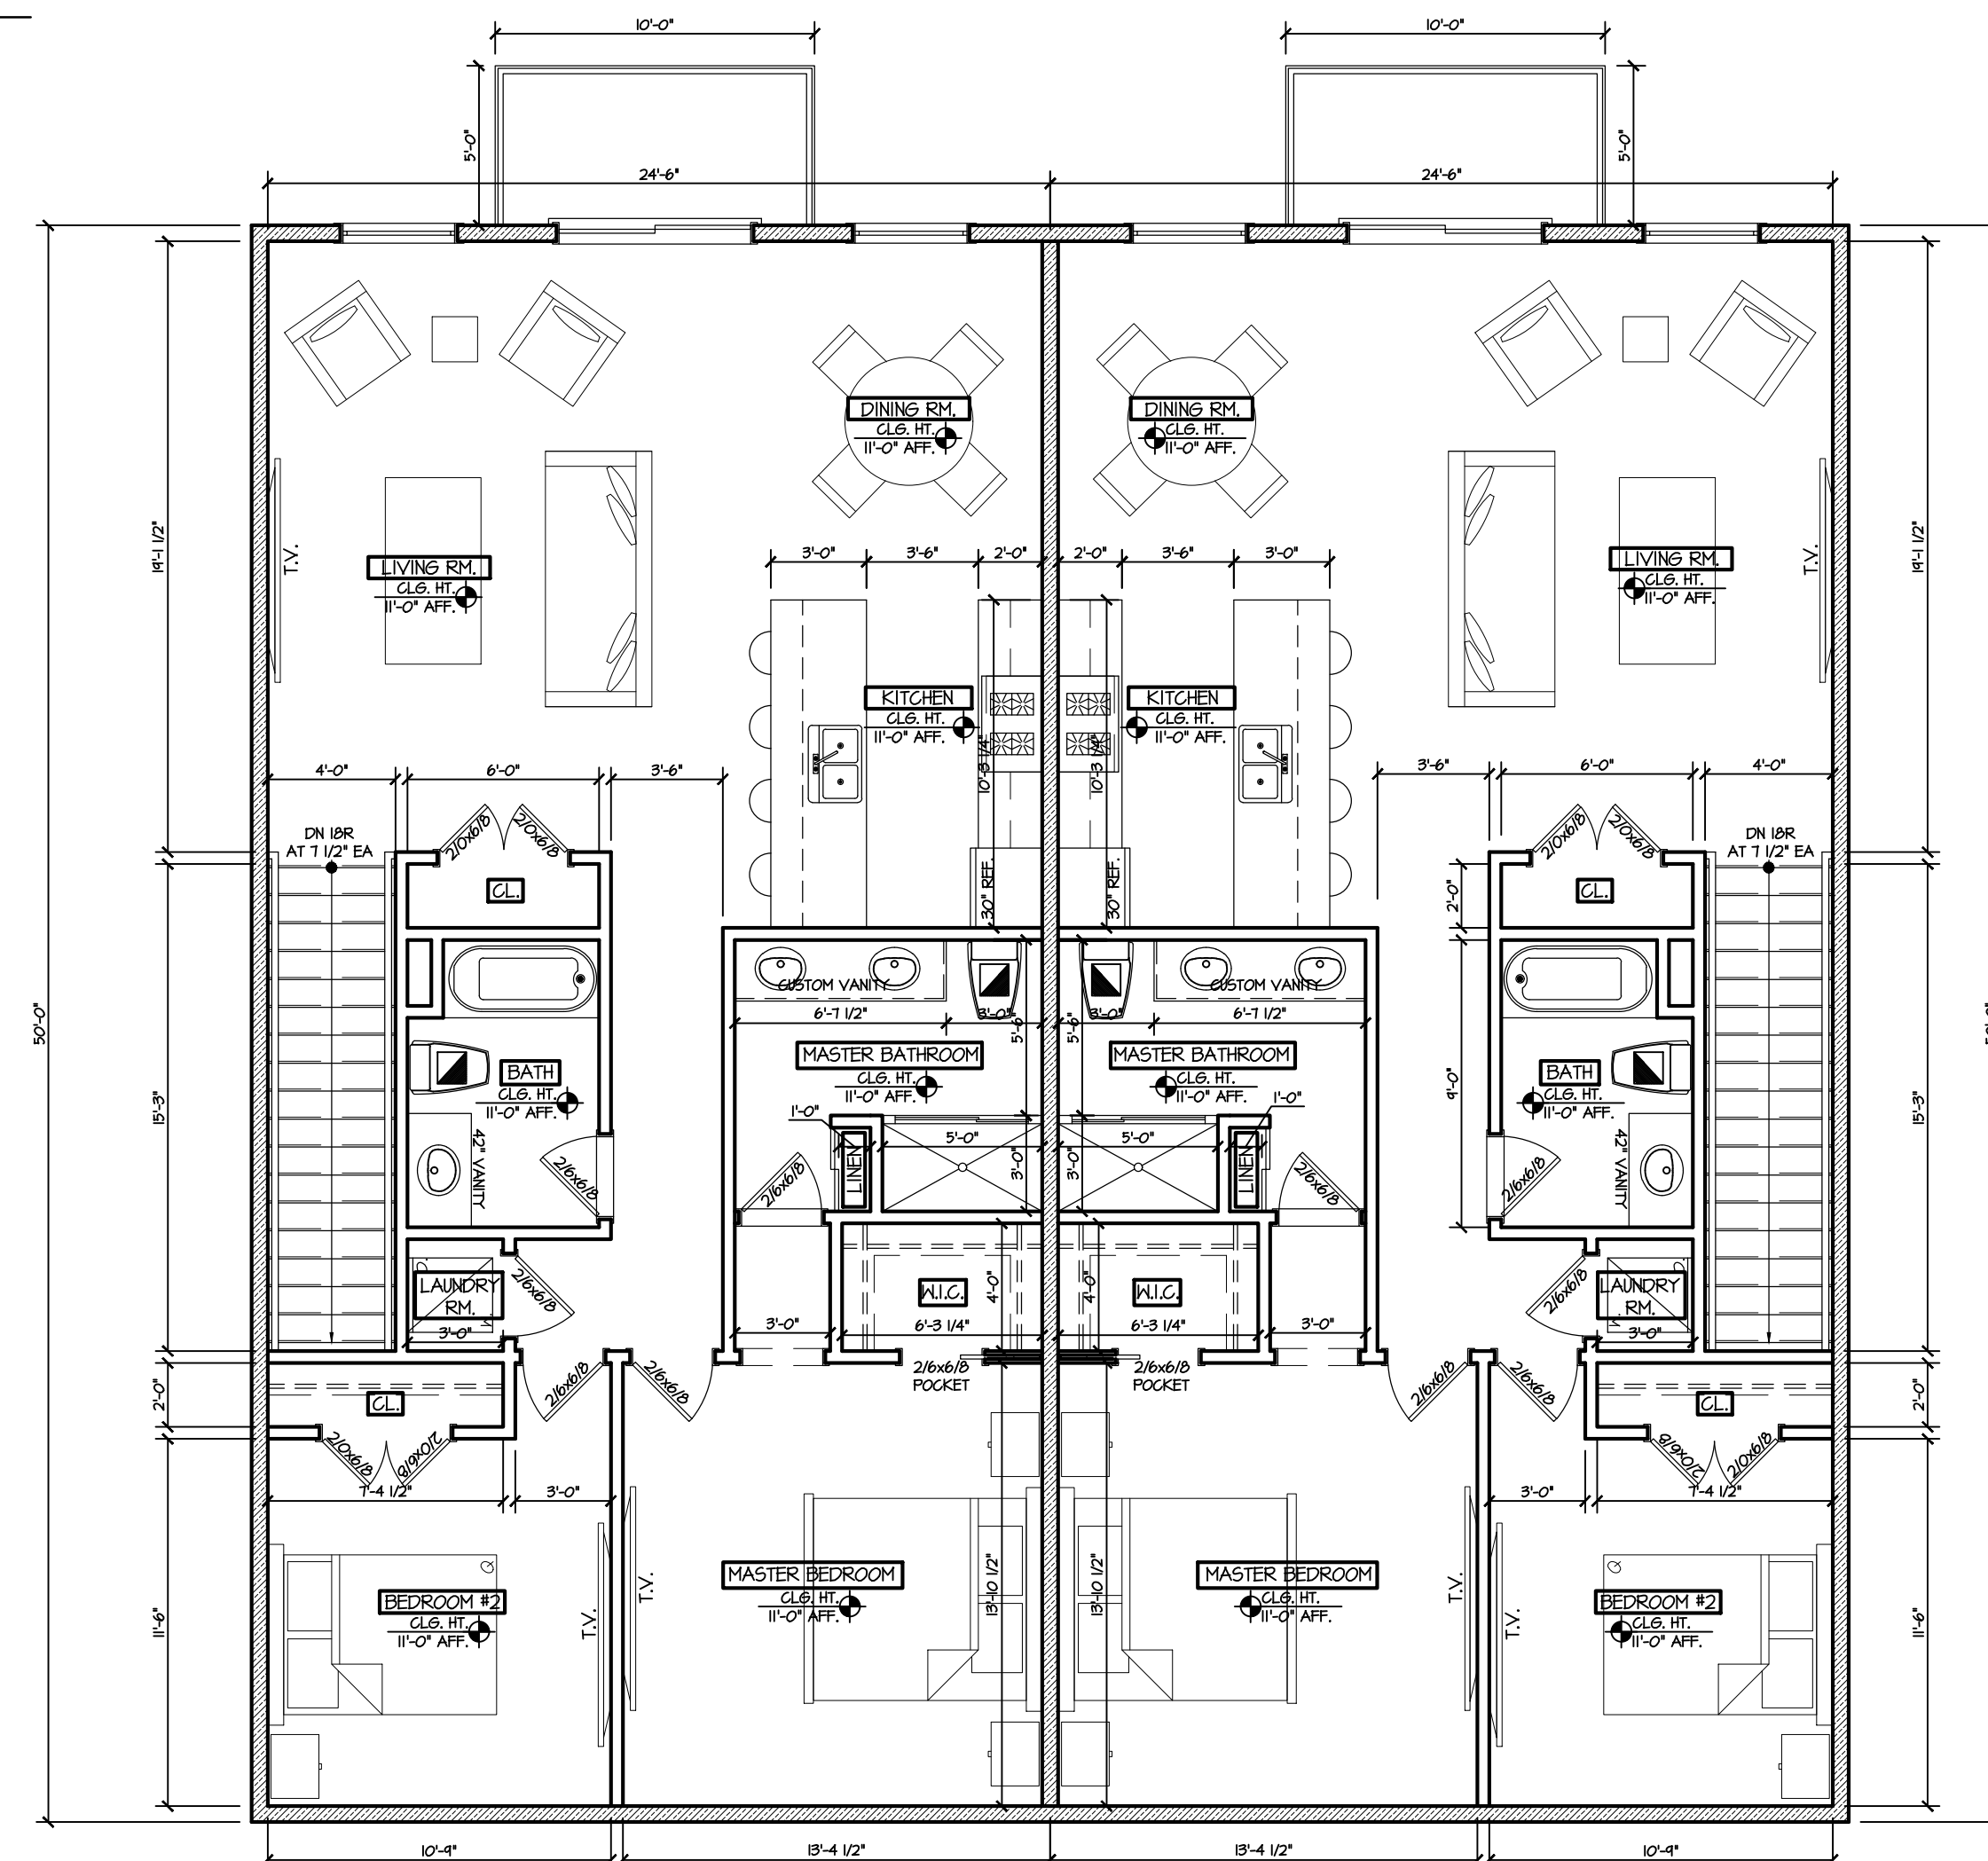 10'-0"
10'-0"
5'-0"
5'-0"
24'-6"
24'-6"
DINING RM.
CLG. HT.
11'-0" AFF.
DINING RM.
CLG. HT.
11'-0" AFF.
19'-1 1/2"
T.V.
LIVING RM.
CLG. HT.
11'-0" AFF.
3'-0"
3'-6"
2'-0"
2'-0"
3'-6"
3'-0"
LIVING RM.
CLG. HT.
11'-0" AFF.
T.V.
19'-1 1/2"
KITCHEN
CLG. HT.
11'-0" AFF.
10'-3 1/4"
KITCHEN
CLG. HT.
11'-0" AFF.
10'-3 1/4"
4'-0"
6'-0"
3'-6"
3'-6"
6'-0"
4'-0"
DN 18R
AT 7 1/2" EA
2/0x6/8
2/0x6/8
2/0x6/8
2/0x6/8
DN 18R
AT 7 1/2" EA
CL.
30" REF.
30" REF.
2'-0"
CL.
50'-0"
CUSTOM VANITY
CUSTOM VANITY
6'-7 1/2"
3'-0"
5'-6"
5'-6"
3'-0"
6'-7 1/2"
15'-3"
BATH
CLG. HT.
11'-0" AFF.
MASTER BATHROOM
CLG. HT.
11'-0" AFF.
MASTER BATHROOM
CLG. HT.
11'-0" AFF.
9'-0"
BATH
CLG. HT.
11'-0" AFF.
15'-3"
42" VANITY
2/6x6/8
2/6x6/8
1'-0"
LINEN
5'-0"
3'-0"
3'-0"
5'-0"
1'-0"
LINEN
2/6x6/8
2/6x6/8
42" VANITY
LAUNDRY
RM.
3'-0"
2/6x6/8
W.I.C.
4'-0"
4'-0"
W.I.C.
2/6x6/8
LAUNDRY
RM.
3'-0"
3'-0"
6'-3 1/4"
6'-3 1/4"
3'-0"
2/6x6/8
POCKET
2/6x6/8
POCKET
2'-0"
CL.
2/6x6/8
2/6x6/8
2/6x6/8
2/6x6/8
CL.
2'-0"
2/0x6/8
2/0x6/8
2/0x6/8
2/0x6/8
7'-4 1/2"
3'-0"
3'-0"
7'-4 1/2"
11'-6"
BEDROOM #2
CLG. HT.
11'-0" AFF.
T.V.
T.V.
MASTER BEDROOM
CLG. HT.
11'-0" AFF.
13'-10 1/2"
13'-10 1/2"
MASTER BEDROOM
CLG. HT.
11'-0" AFF.
T.V.
T.V.
BEDROOM #2
CLG. HT.
11'-0" AFF.
11'-6"
10'-9"
13'-4 1/2"
13'-4 1/2"
10'-9"